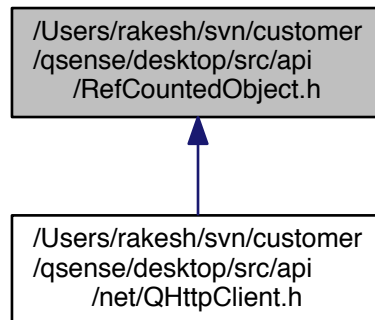 /Users/rakesh/svn/customer
/qsense/desktop/src/api
/RefCountedObject.h
/Users/rakesh/svn/customer
/qsense/desktop/src/api
/net/QHttpClient.h